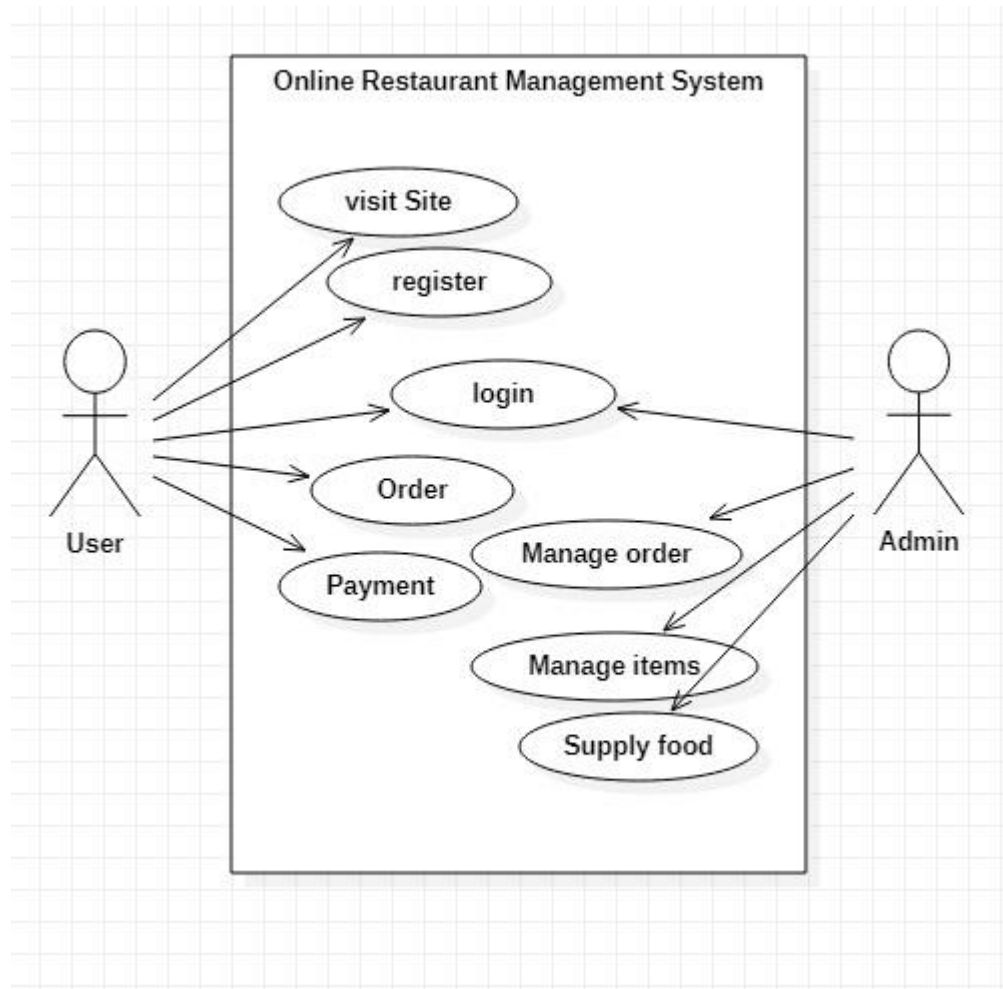 Online Restaurant Management System
visit Site
register
login
Order
Manage order
Payment
Manage items
Supply food
User
Admin